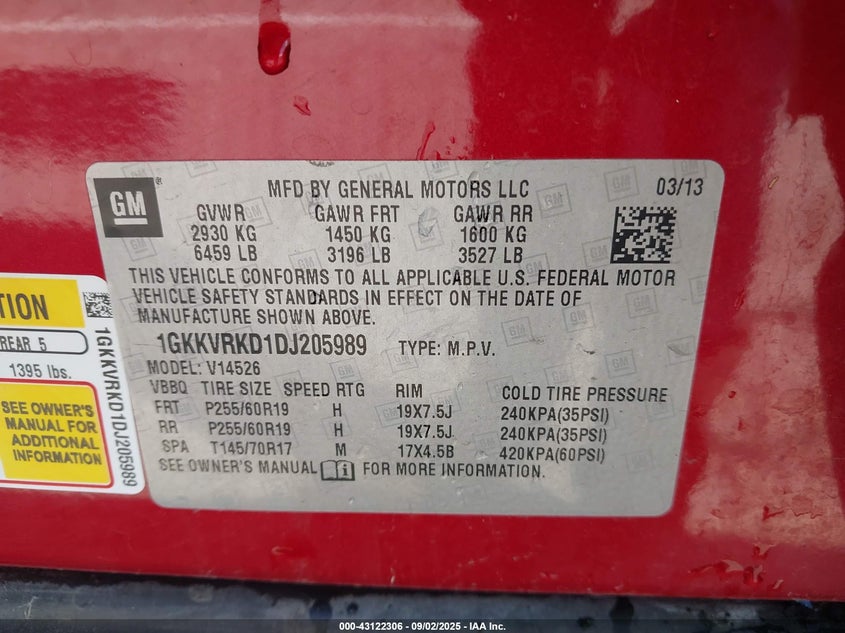 GM
MFD BY GENERAL MOTORS LLC 03/13
GVWR GAWR FRT GAWR RR
2930 KG 1450 KG 1600 KG
6459 LB 3196 LB 3527 LB
THIS VEHICLE CONFORMS TO ALL APPLICABLE U.S. FEDERAL MOTOR
VEHICLE SAFETY STANDARDS IN EFFECT ON THE DATE OF
MANUFACTURE SHOWN ABOVE.
1GKKVRKD1DJ205989 TYPE: M.P.V.
MODEL: V14526
VBBQ TIRE SIZE SPEED RTG RIM COLD TIRE PRESSURE
FRT P255/60R19 H 19X7.5J 240KPA(35PSI)
RR P255/60R19 H 19X7.5J 240KPA(35PSI)
SPA T145/70R17 M 17X4.5B 420KPA(60PSI)
SEE OWNER'S MANUAL FOR MORE INFORMATION.
REAR 5
1395 lbs.
SEE OWNER'S
MANUAL FOR
ADDITIONAL
INFORMATION
1GKKVRKD1DJ205989
000-43122306 - 09/02/2025 - IAA Inc.